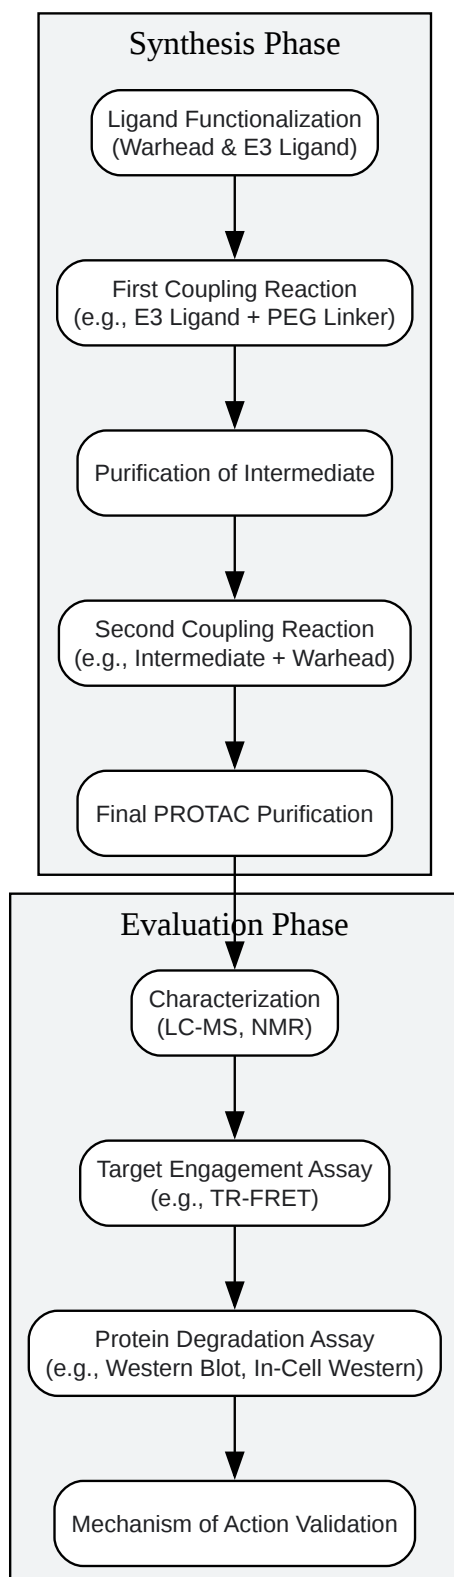 Synthesis Phase
Ligand Functionalization
(Warhead & E3 Ligand)
First Coupling Reaction
(e.g., E3 Ligand + PEG Linker)
Purification of Intermediate
Second Coupling Reaction
(e.g., Intermediate + Warhead)
Final PROTAC Purification
Evaluation Phase
Characterization
(LC-MS, NMR)
Target Engagement Assay
(e.g., TR-FRET)
Protein Degradation Assay
(e.g., Western Blot, In-Cell Western)
Mechanism of Action Validation